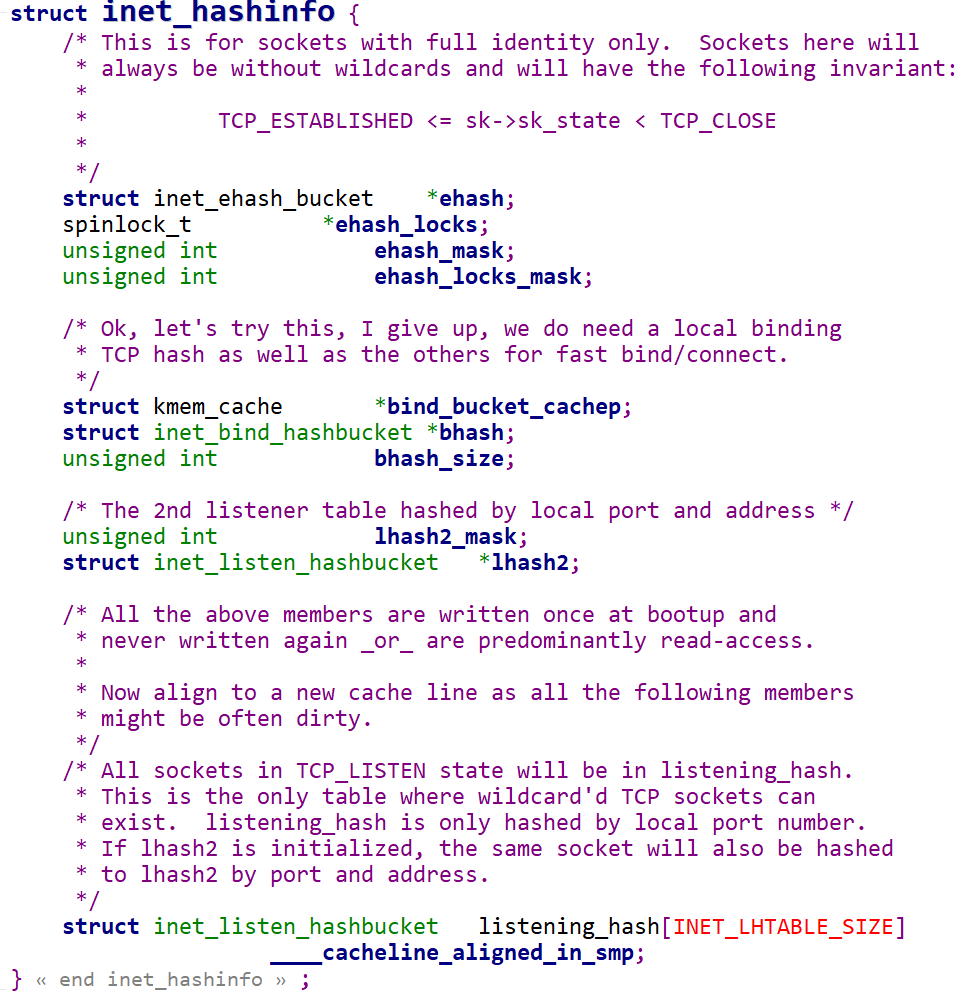 struct inet_hashinfo {
    /* This is for sockets with full identity only.  Sockets here will
     * always be without wildcards and will have the following invariant:
     *
     *          TCP_ESTABLISHED <= sk->sk_state < TCP_CLOSE
     *
     */
    struct inet_ehash_bucket    *ehash;
    spinlock_t          *ehash_locks;
    unsigned int            ehash_mask;
    unsigned int            ehash_locks_mask;

    /* Ok, let's try this, I give up, we do need a local binding
     * TCP hash as well as the others for fast bind/connect.
     */
    struct kmem_cache       *bind_bucket_cachep;
    struct inet_bind_hashbucket *bhash;
    unsigned int            bhash_size;

    /* The 2nd listener table hashed by local port and address */
    unsigned int            lhash2_mask;
    struct inet_listen_hashbucket   *lhash2;

    /* All the above members are written once at bootup and
     * never written again _or_ are predominantly read-access.
     *
     * Now align to a new cache line as all the following members
     * might be often dirty.
     */
    /* All sockets in TCP_LISTEN state will be in listening_hash.
     * This is the only table where wildcard'd TCP sockets can
     * exist.  listening_hash is only hashed by local port number.
     * If lhash2 is initialized, the same socket will also be hashed
     * to lhash2 by port and address.
     */
    struct inet_listen_hashbucket   listening_hash[INET_LHTABLE_SIZE]
                    ____cacheline_aligned_in_smp;
} « end inet_hashinfo » ;